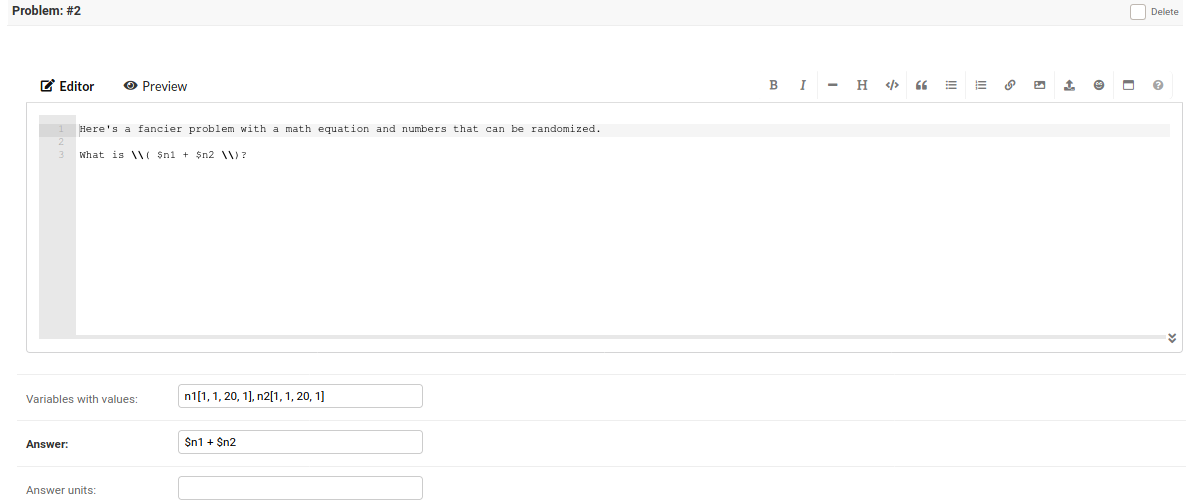 Problem: #2
Delete
Editor Preview B I H </>
1 Here's a fancier problem with a math equation and numbers that can be randomized.
2
3 What is \\( $n1 + $n2 \\)?
Variables with values: n1[1, 1, 20, 1], n2[1, 1, 20, 1]
Answer: $n1 + $n2
Answer units: